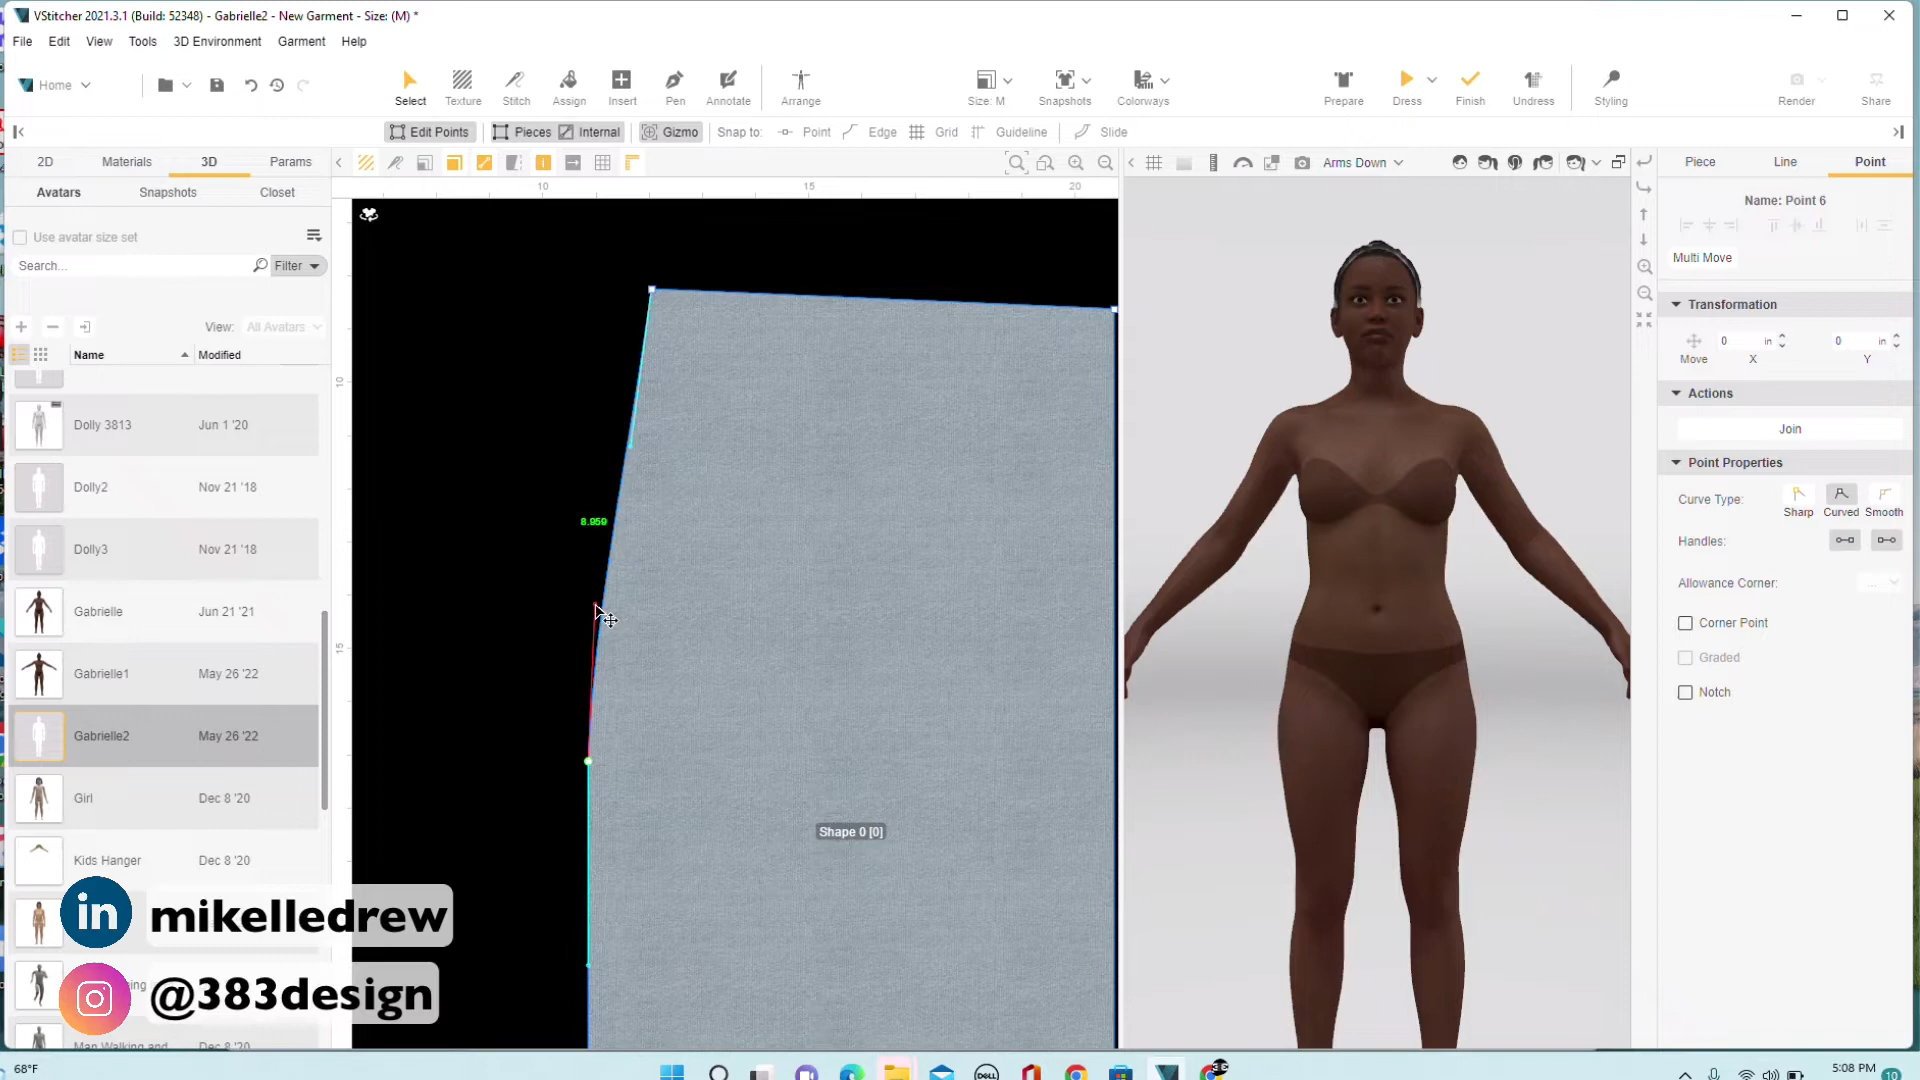 VStitcher 2021.3.1 (Build: 52348) - Gabrielle2 - New Garment - Size: (M) *
File Edit View Tools 3D Environment Garment Help
Home
Select Texture Stitch Assign Insert Pen Annotate Arrange Size: M Snapshots Colorways Prepare Dress Finish Undress Styling Render Share
Edit Points Pieces Internal Gizmo Snap to: Point Edge Grid Guideline Slide
2D Materials 3D Params
Arms Down
Piece Line Point
Avatars Snapshots Closet
10 15 20
Name: Point 6
Use avatar size set
Search... Filter
Multi Move
View: All Avatars
Name Modified
Transformation
0 in 0 in
Move X Y
Actions
Join
Point Properties
Curve Type: Sharp Curved Smooth
Handles:
Allowance Corner: ...
Corner Point
Graded
Notch
10
15
8.959
Shape 0 [0]
Dolly 3813 Jun 1 '20
Dolly2 Nov 21 '18
Dolly3 Nov 21 '18
Gabrielle Jun 21 '21
Gabrielle1 May 26 '22
Gabrielle2 May 26 '22
Girl Dec 8 '20
Kids Hanger Dec 8 '20
in mikelledrew
@383design
68°F
DELL
5:08 PM
10